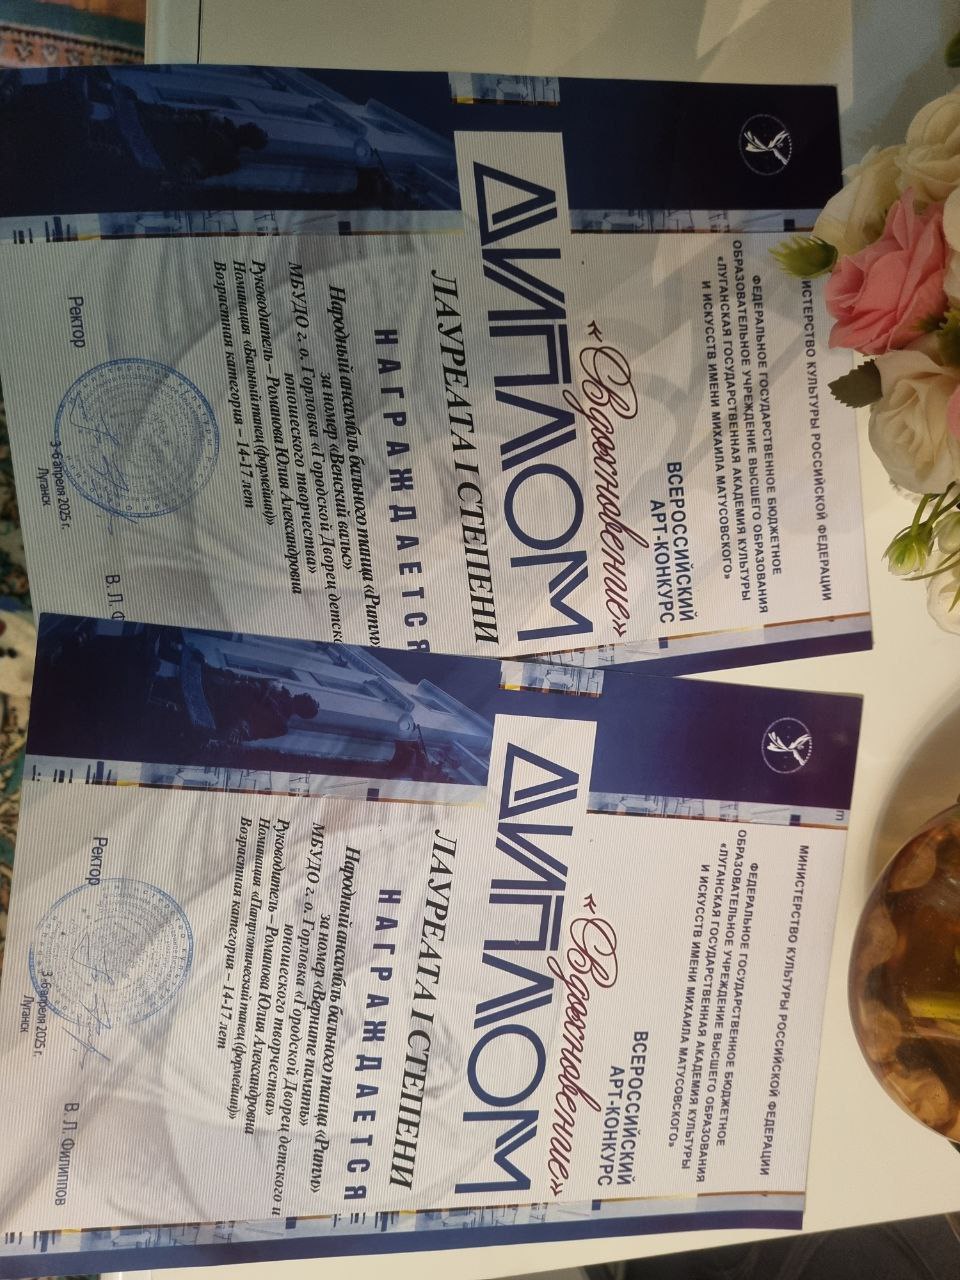 МИНИСТЕРСТВО КУЛЬТУРЫ РОССИЙСКОЙ ФЕДЕРАЦИИ
ФЕДЕРАЛЬНОЕ ГОСУДАРСТВЕННОЕ БЮДЖЕТНОЕ
ОБРАЗОВАТЕЛЬНОЕ УЧРЕЖДЕНИЕ ВЫСШЕГО ОБРАЗОВАНИЯ
«ЛУГАНСКАЯ ГОСУДАРСТВЕННАЯ АКАДЕМИЯ КУЛЬТУРЫ
И ИСКУССТВ ИМЕНИ МИХАИЛА МАТУСОВСКОГО»
ВСЕРОССИЙСКИЙ
АРТ-КОНКУРС
«Вдохновение»
ДИПЛОМ
ЛАУРЕАТА I СТЕПЕНИ
НАГРАЖДАЕТСЯ
Народный ансамбль бального танца «Ритм»
за номер «Верните память»
МБУДО г. о. Горловка «Городской Дворец детского и
юношеского творчества»
Руководитель – Романова Юлия Александровна
Номинация «Патриотический танец (формейшн)»
Возрастная категория – 14-17 лет
Ректор
В. Л. Филиппов
3-6 апреля 2025 г.
Луганск
ИСТЕРСТВО КУЛЬТУРЫ РОССИЙСКОЙ ФЕДЕРАЦИИ
ФЕДЕРАЛЬНОЕ ГОСУДАРСТВЕННОЕ БЮДЖЕТНОЕ
ОБРАЗОВАТЕЛЬНОЕ УЧРЕЖДЕНИЕ ВЫСШЕГО ОБРАЗОВАНИЯ
«ЛУГАНСКАЯ ГОСУДАРСТВЕННАЯ АКАДЕМИЯ КУЛЬТУРЫ
И ИСКУССТВ ИМЕНИ МИХАИЛА МАТУСОВСКОГО»
ВСЕРОССИЙСКИЙ
АРТ-КОНКУРС
«Вдохновение»
ДИПЛОМ
ЛАУРЕАТА I СТЕПЕНИ
НАГРАЖДАЕТСЯ
Народный ансамбль бального танца «Ритм»
за номер «Венский вальс»
МБУДО г. о. Горловка «Городской Дворец детско
юношеского творчества»
Руководитель – Романова Юлия Александровна
Номинация «Бальный танец (формейшн)»
Возрастная категория – 14-17 лет
Ректор
В. Л. Ф
3-6 апреля 2025 г.
Луганск